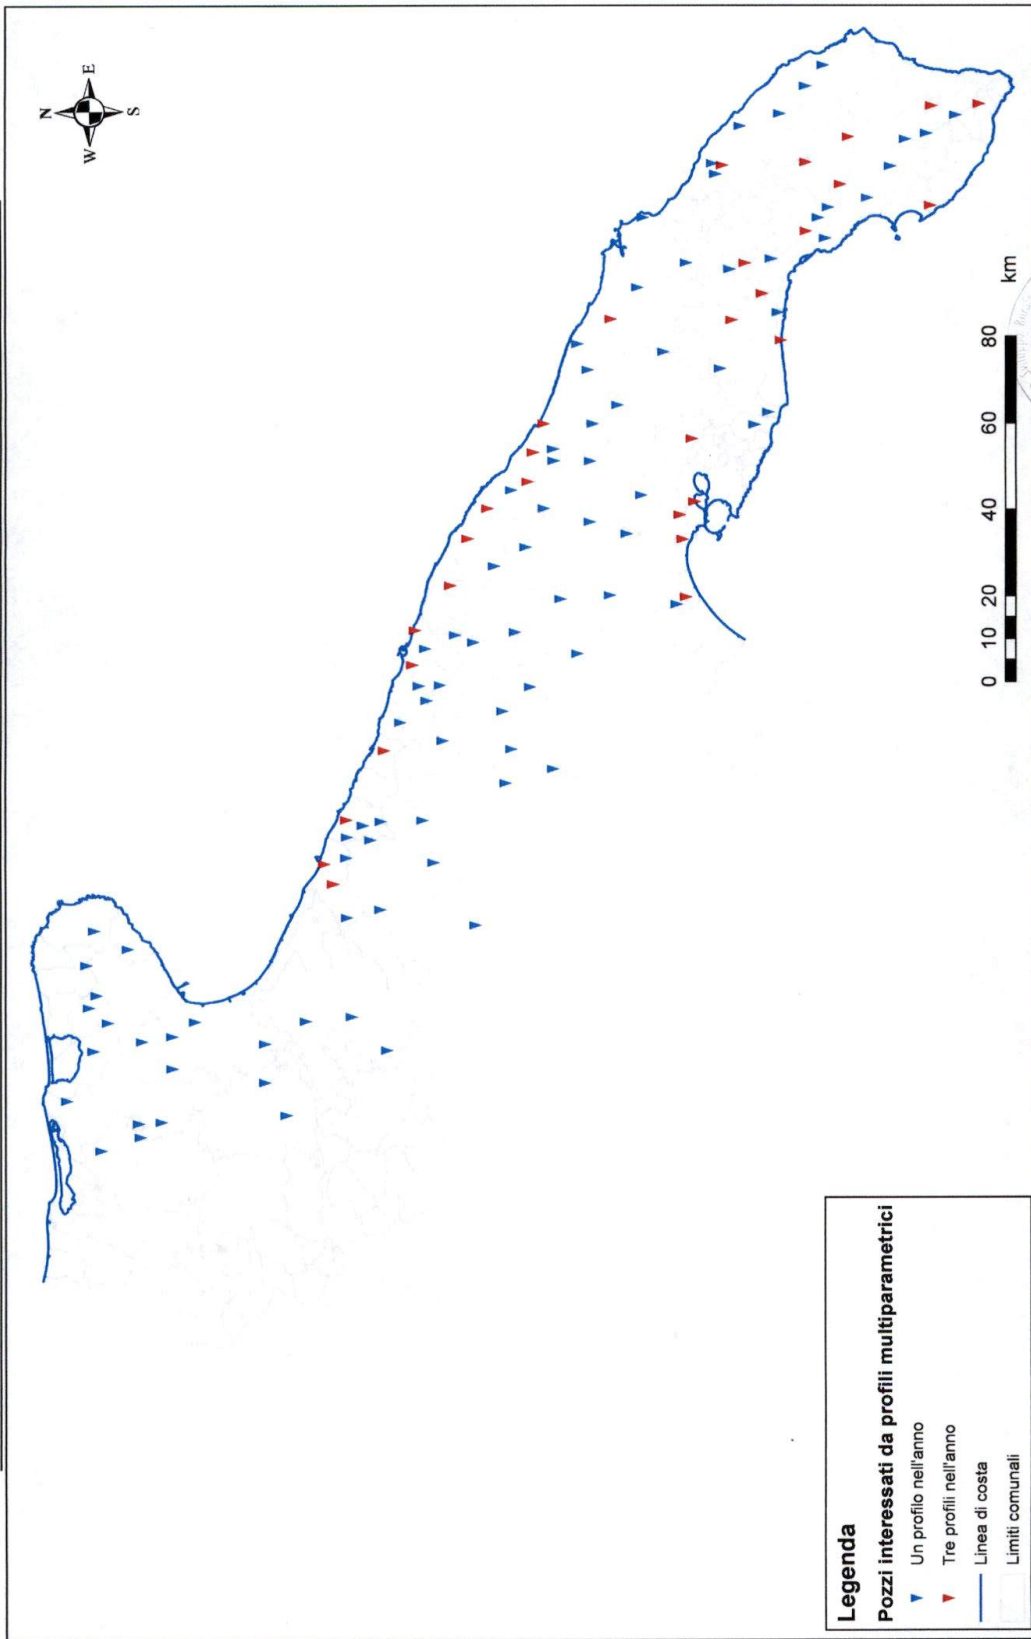 N
W
E
S
0 10 20 40 60 80
km
Legenda
Pozzi interessati da profili multiparametrici
Un profilo nell'anno
Tre profili nell'anno
Linea di costa
Limiti comunali